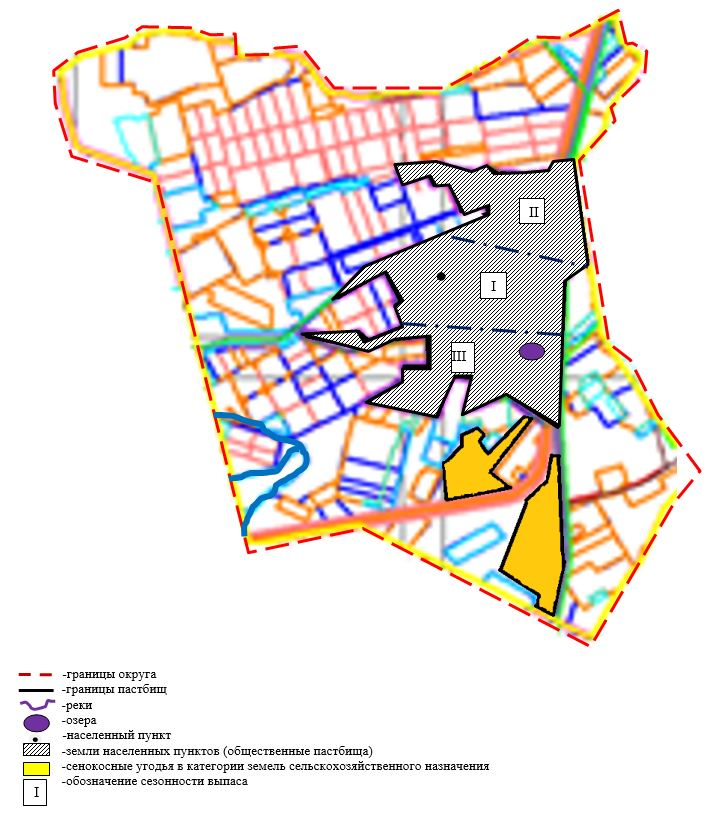 II
I
III
-границы округа
-границы пастбищ
-реки
-озера
-населенный пункт
-земли населенных пунктов (общественные пастбища)
-сенокосные угодья в категории земель сельскохозяйственного назначения
-обозначение сезонности выпаса
I